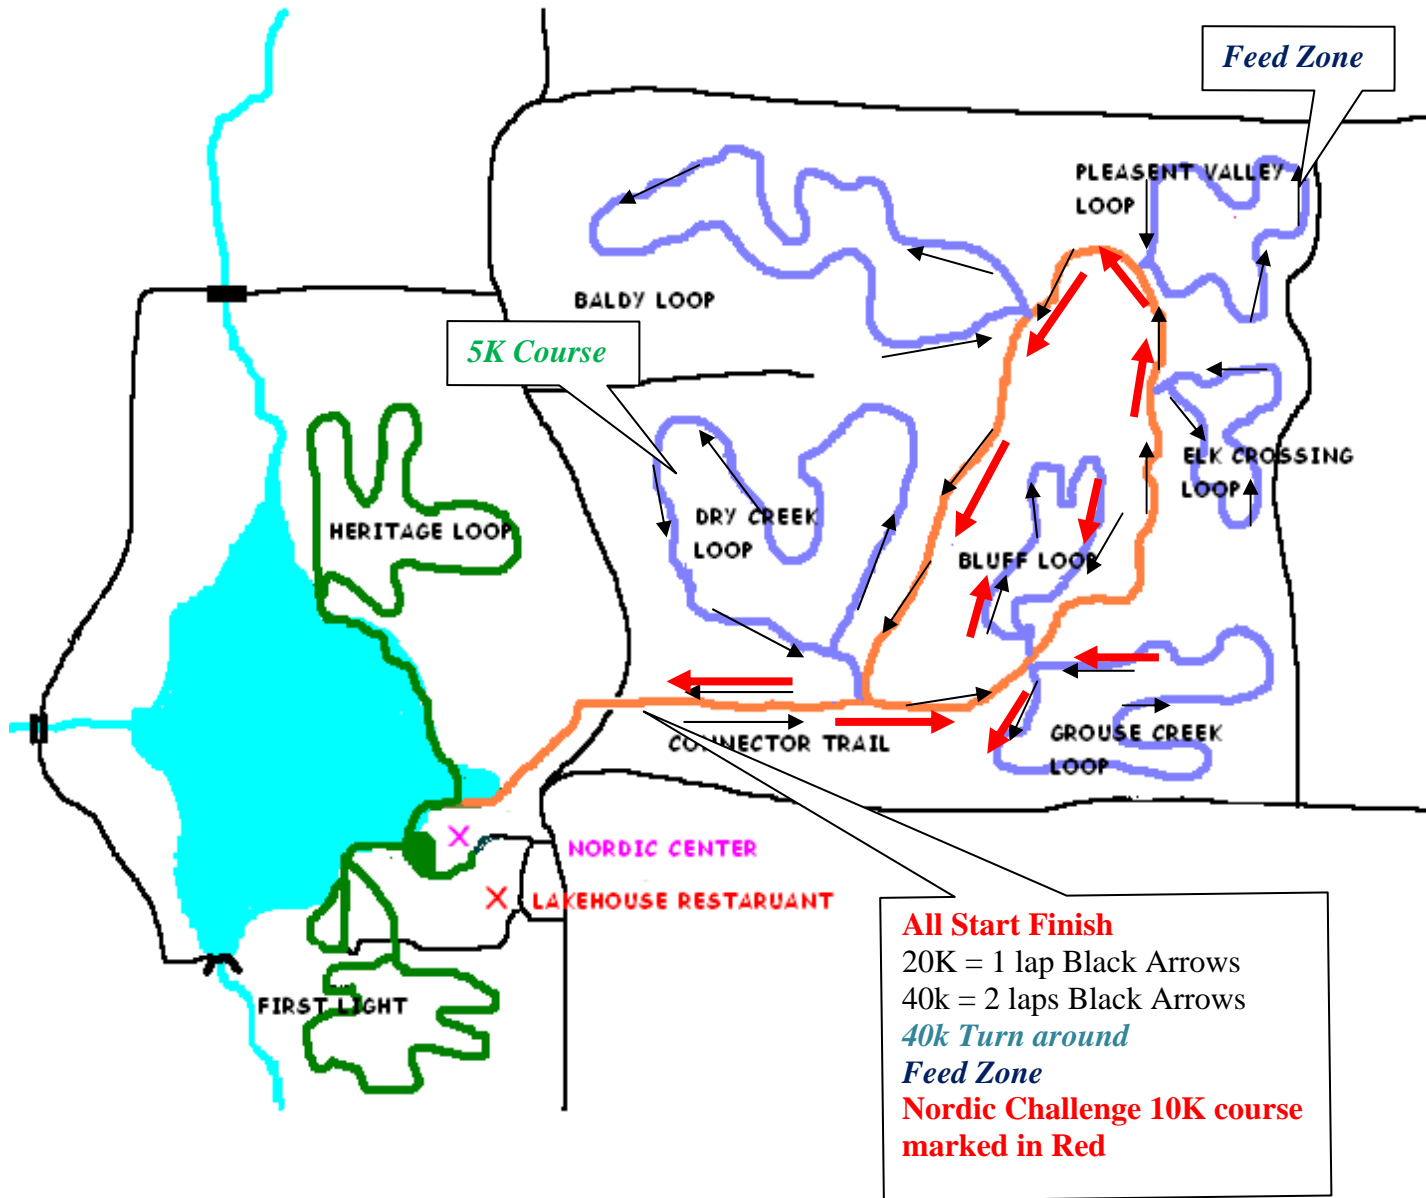 Feed Zone
PLEASENT VALLEY
LOOP
BALDY LOOP
5K Course
ELK CROSSING
LOOP
HERITAGE LOOP
DRY CREEK
LOOP
BLUFF LOOP
CONNECTOR TRAIL
GROUSE CREEK
LOOP
NORDIC CENTER
LAKEHOUSE RESTARUANT
FIRST LIGHT
All Start Finish
20K = 1 lap Black Arrows
40k = 2 laps Black Arrows
40k Turn around
Feed Zone
Nordic Challenge 10K course
marked in Red